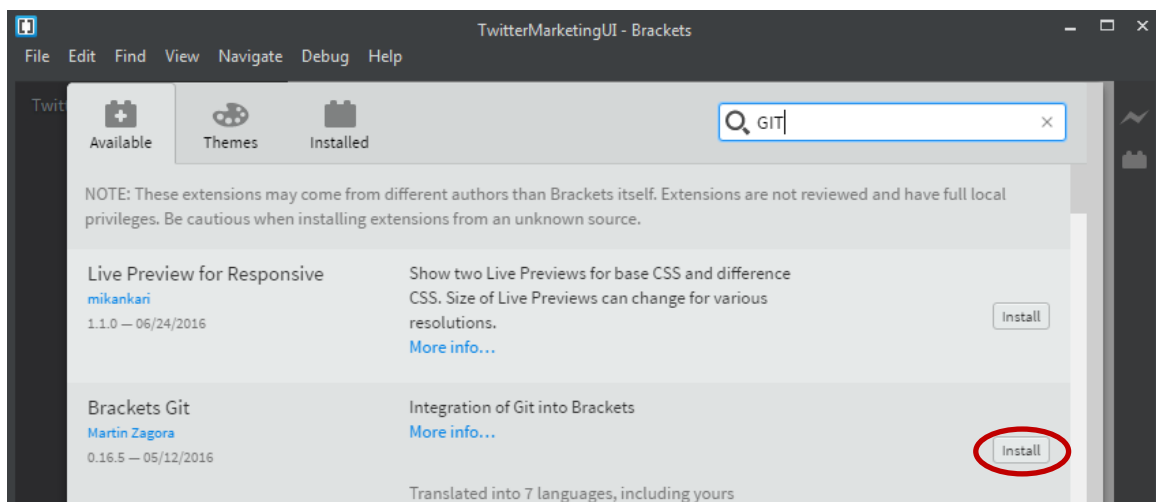 TwitterMarketingUI - Brackets
File Edit Find View Navigate Debug Help
Twit
Available Themes Installed
GIT
NOTE: These extensions may come from different authors than Brackets itself. Extensions are not reviewed and have full local
privileges. Be cautious when installing extensions from an unknown source.
Live Preview for Responsive
mikankari
1.1.0 — 06/24/2016
Show two Live Previews for base CSS and difference
CSS. Size of Live Previews can change for various
resolutions.
More info...
Install
Brackets Git
Martin Zagora
0.16.5 — 05/12/2016
Integration of Git into Brackets
More info...
Translated into 7 languages, including yours
Install